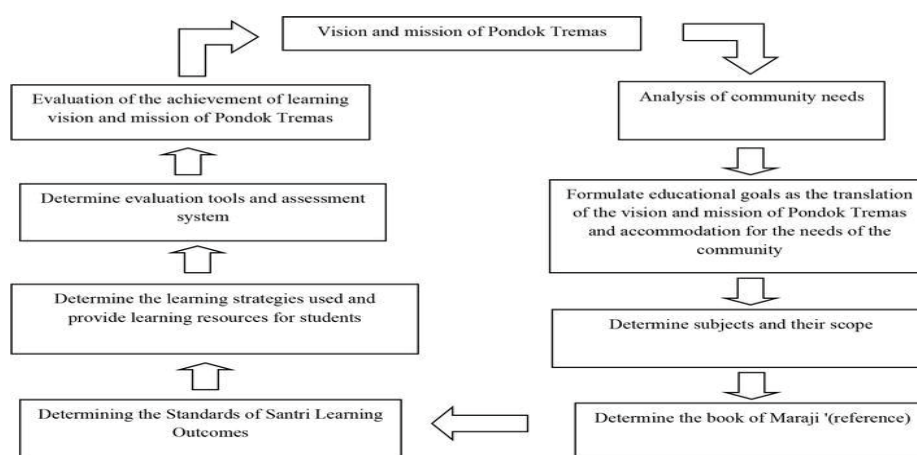 Vision and mission of Pondok Tremas
Analysis of community needs
Formulate educational goals as the translation
of the vision and mission of Pondok Tremas
and accommodation for the needs of the
community
Determine subjects and their scope
Determine the book of Maraji '(reference)
Determining the Standards of Santri Learning
Outcomes
Determine the learning strategies used and
provide learning resources for students
Determine evaluation tools and assessment
system
Evaluation of the achievement of learning
vision and mission of Pondok Tremas